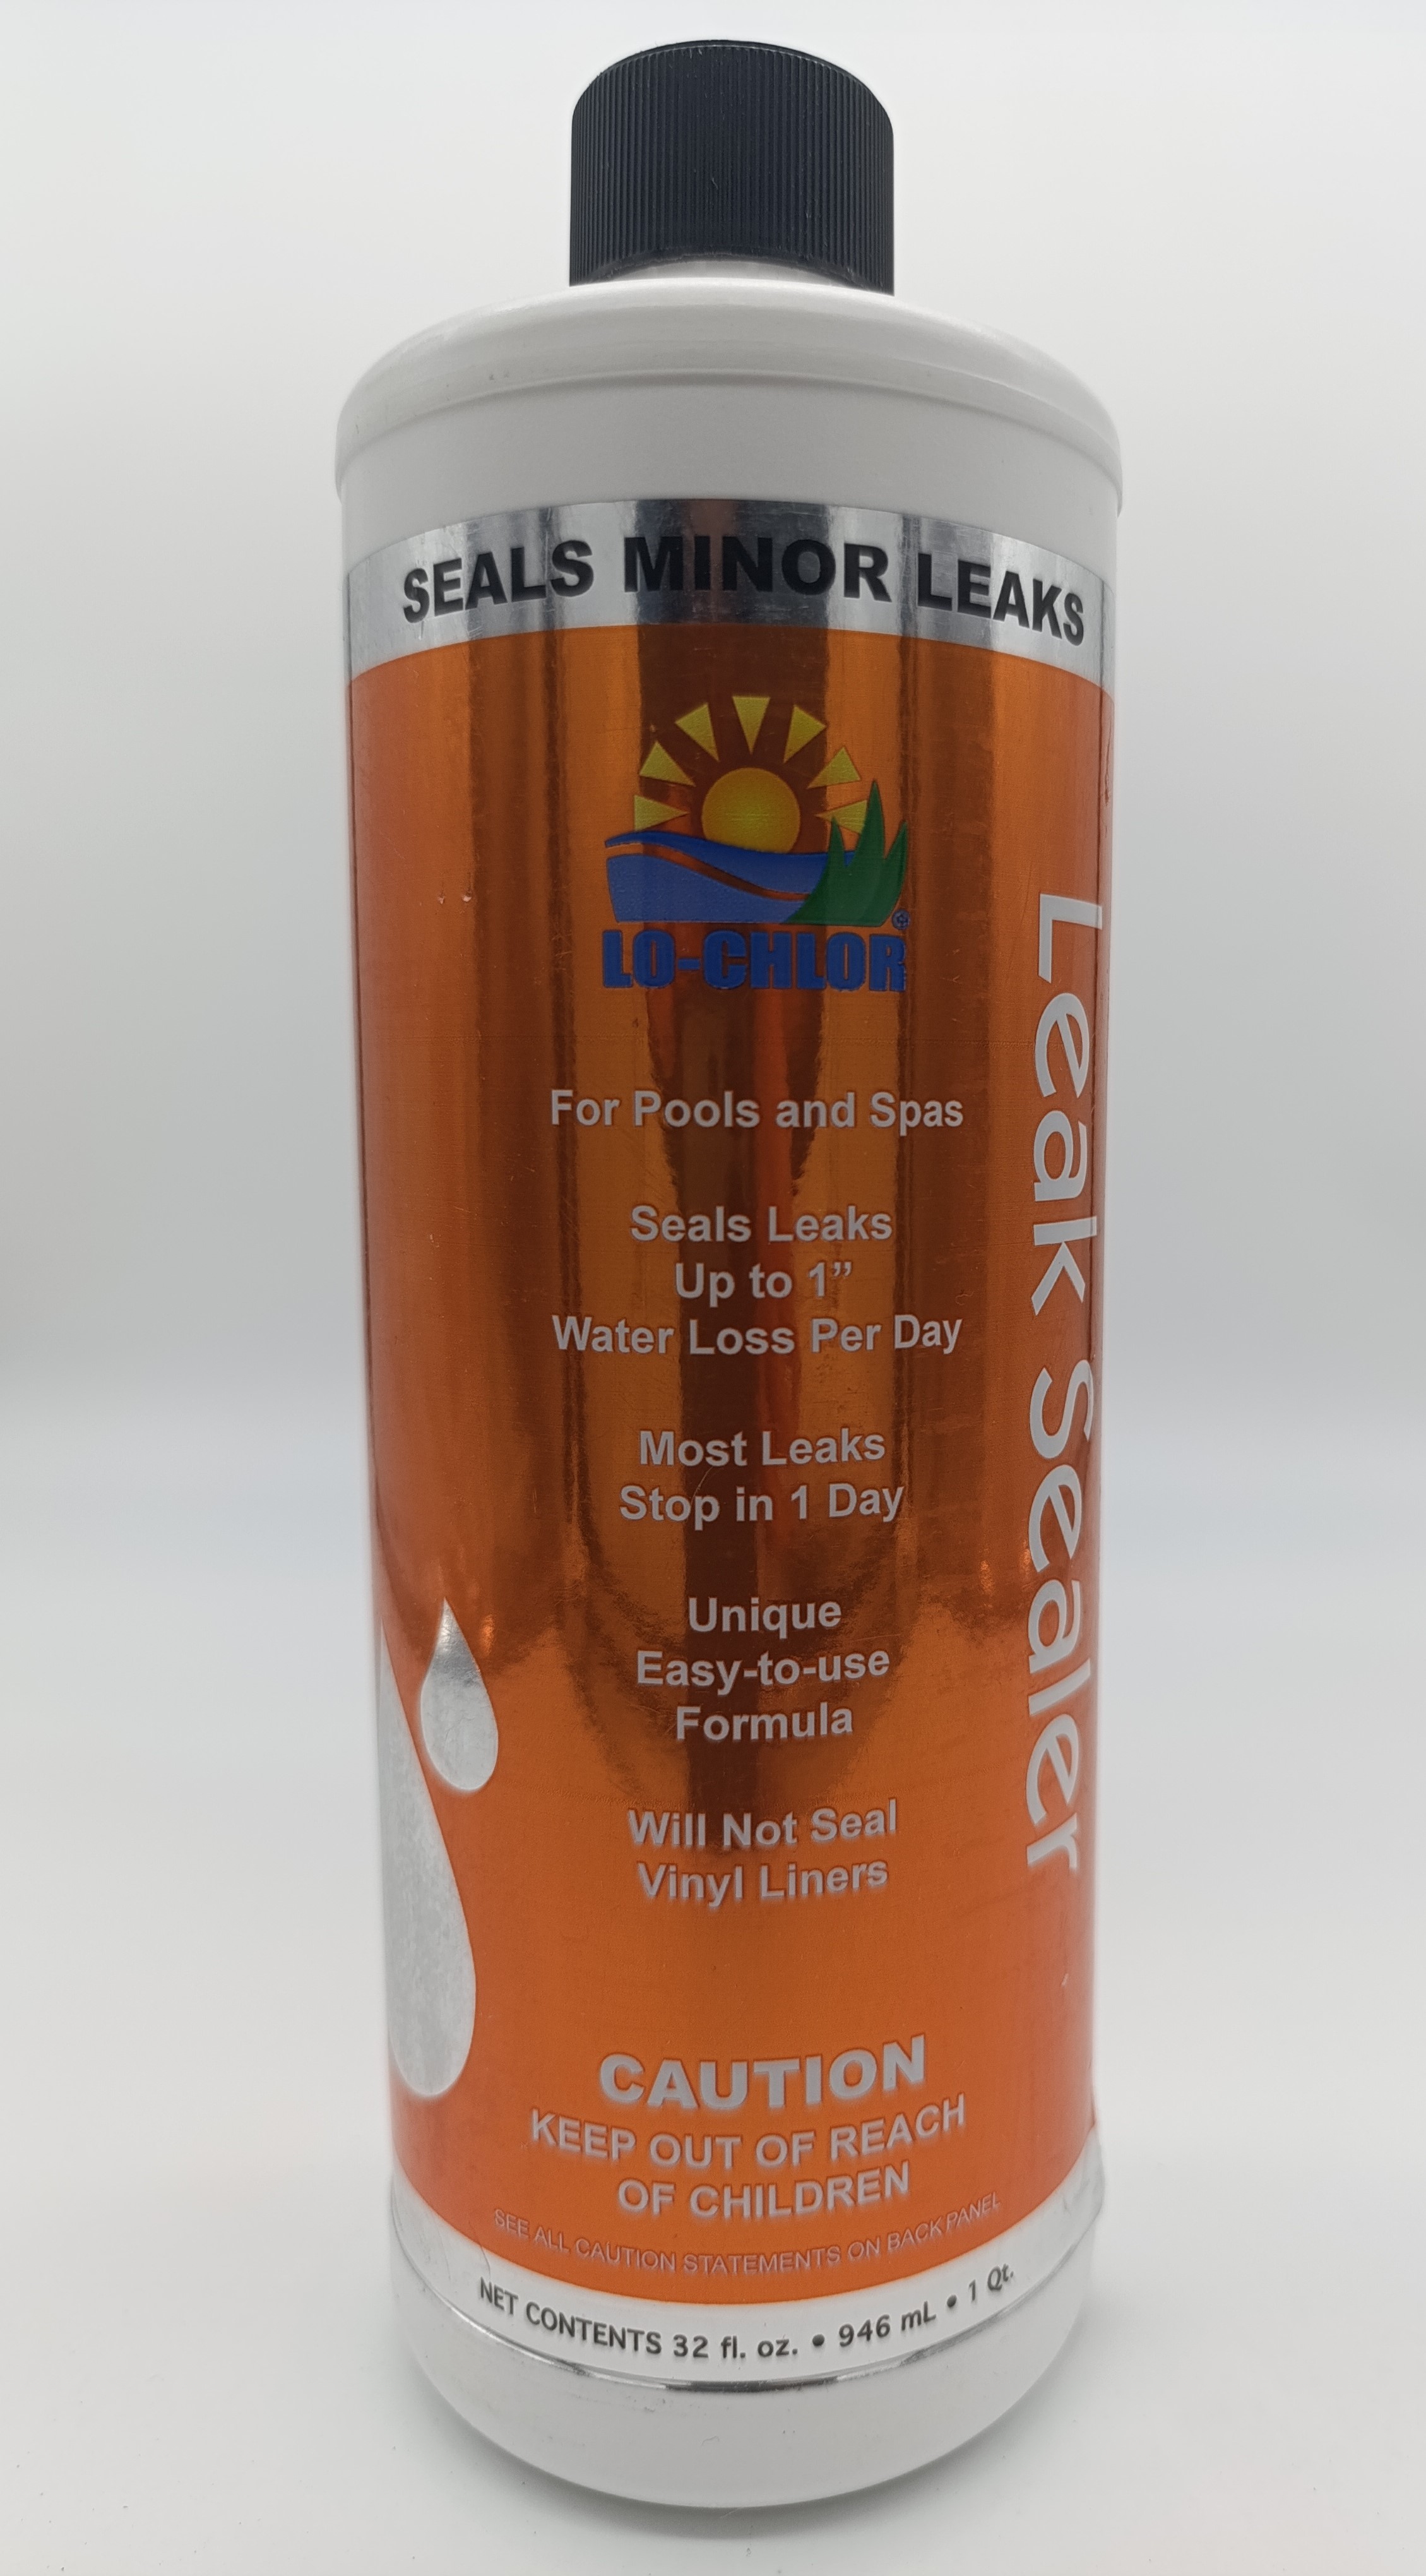 SEALS MINOR LEAKS
LO-CHLOR®
For Pools and Spas
Seals Leaks
Up to 1”
Water Loss Per Day
Most Leaks
Stop in 1 Day
Unique
Easy-to-use
Formula
Will Not Seal
Vinyl Liners
Leak Sealer
CAUTION
KEEP OUT OF REACH
OF CHILDREN
SEE ALL CAUTION STATEMENTS ON BACK PANEL
NET CONTENTS 32 fl. oz. • 946 mL • 1 Qt.